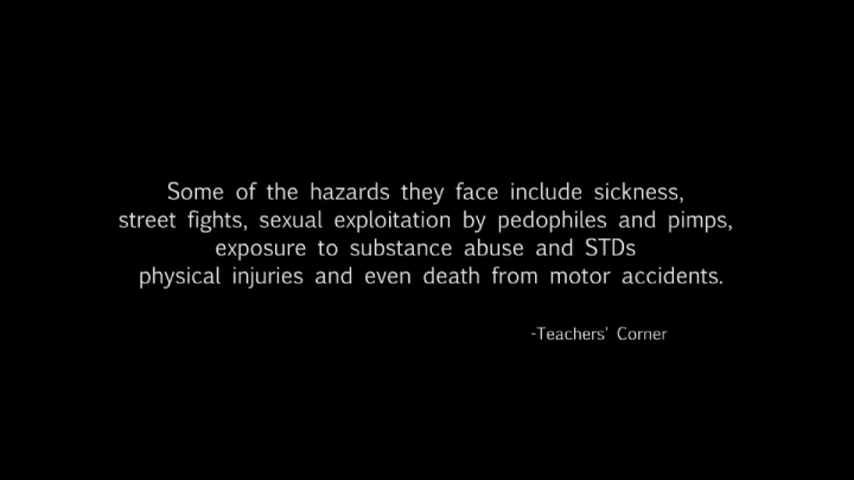 Some of the hazards they face include sickness,
street fights, sexual exploitation by pedophiles and pimps,
exposure to substance abuse and STDs
physical injuries and even death from motor accidents.
-Teachers' Corner